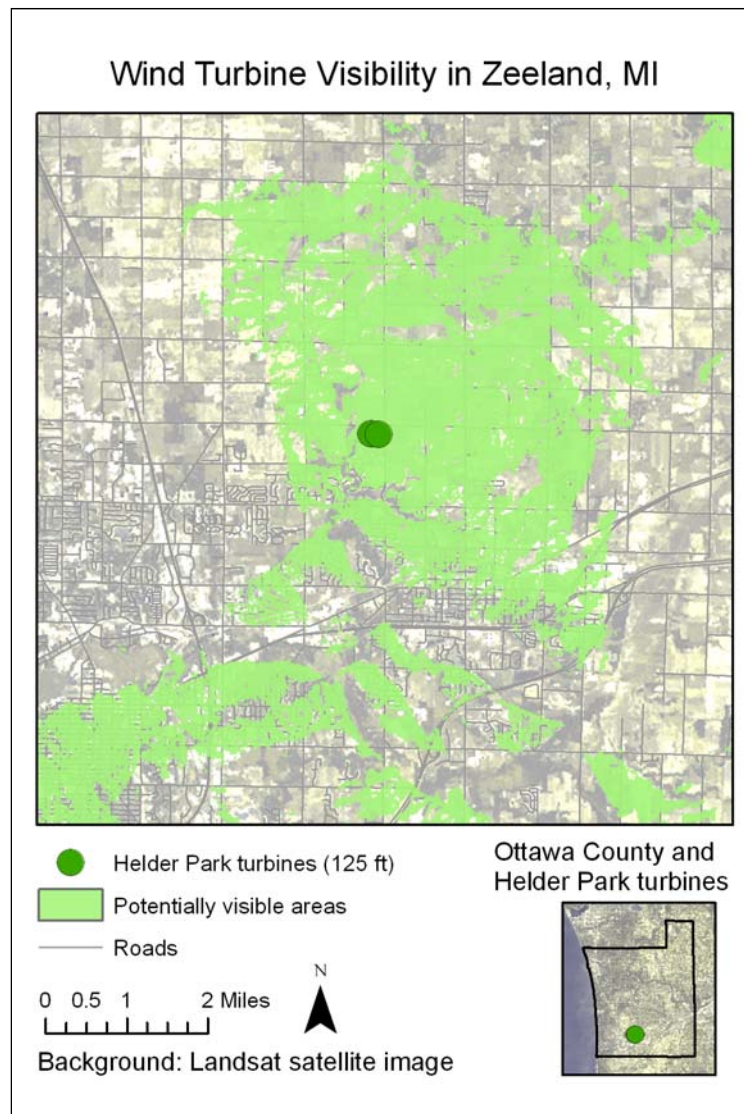 Wind Turbine Visibility in Zeeland, MI
Helder Park turbines (125 ft)
Potentially visible areas
Roads
0 0.5 1 2 Miles
N
Background: Landsat satellite image
Ottawa County and
Helder Park turbines